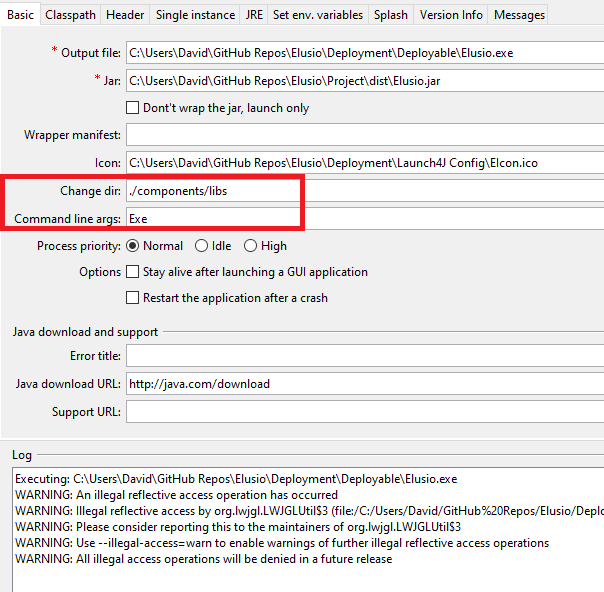 Basic Classpath Header Single instance JRE Set env. variables Splash Version Info Messages
* Output file: C:\Users\David\GitHub Repos\Elusio\Deployment\Deployable\Elusio.exe
* Jar: C:\Users\David\GitHub Repos\Elusio\Project\dist\Elusio.jar
Don't wrap the jar, launch only
Wrapper manifest:
Icon: C:\Users\David\GitHub Repos\Elusio\Deployment\Launch4J Config\EIcon.ico
Change dir: ./components/libs
Command line args: Exe
Process priority: Normal Idle High
Options Stay alive after launching a GUI application
Restart the application after a crash
Java download and support
Error title:
Java download URL: http://java.com/download
Support URL:
Log
Executing: C:\Users\David\GitHub Repos\Elusio\Deployment\Deployable\Elusio.exe
WARNING: An illegal reflective access operation has occurred
WARNING: Illegal reflective access by org.lwjgl.LWJGLUtil$3 (file:/C:/Users/David/GitHub%20Repos/Elusio/Deplo
WARNING: Please consider reporting this to the maintainers of org.lwjgl.LWJGLUtil$3
WARNING: Use --illegal-access=warn to enable warnings of further illegal reflective access operations
WARNING: All illegal access operations will be denied in a future release